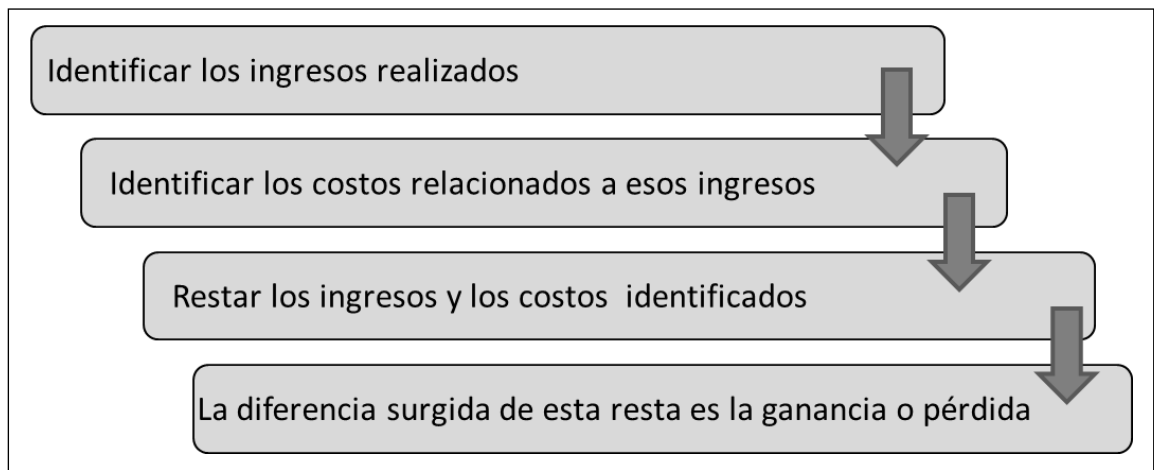 Identificar los ingresos realizados
Identificar los costos relacionados a esos ingresos
Restar los ingresos y los costos  identificados
La diferencia surgida de esta resta es la ganancia o pérdida